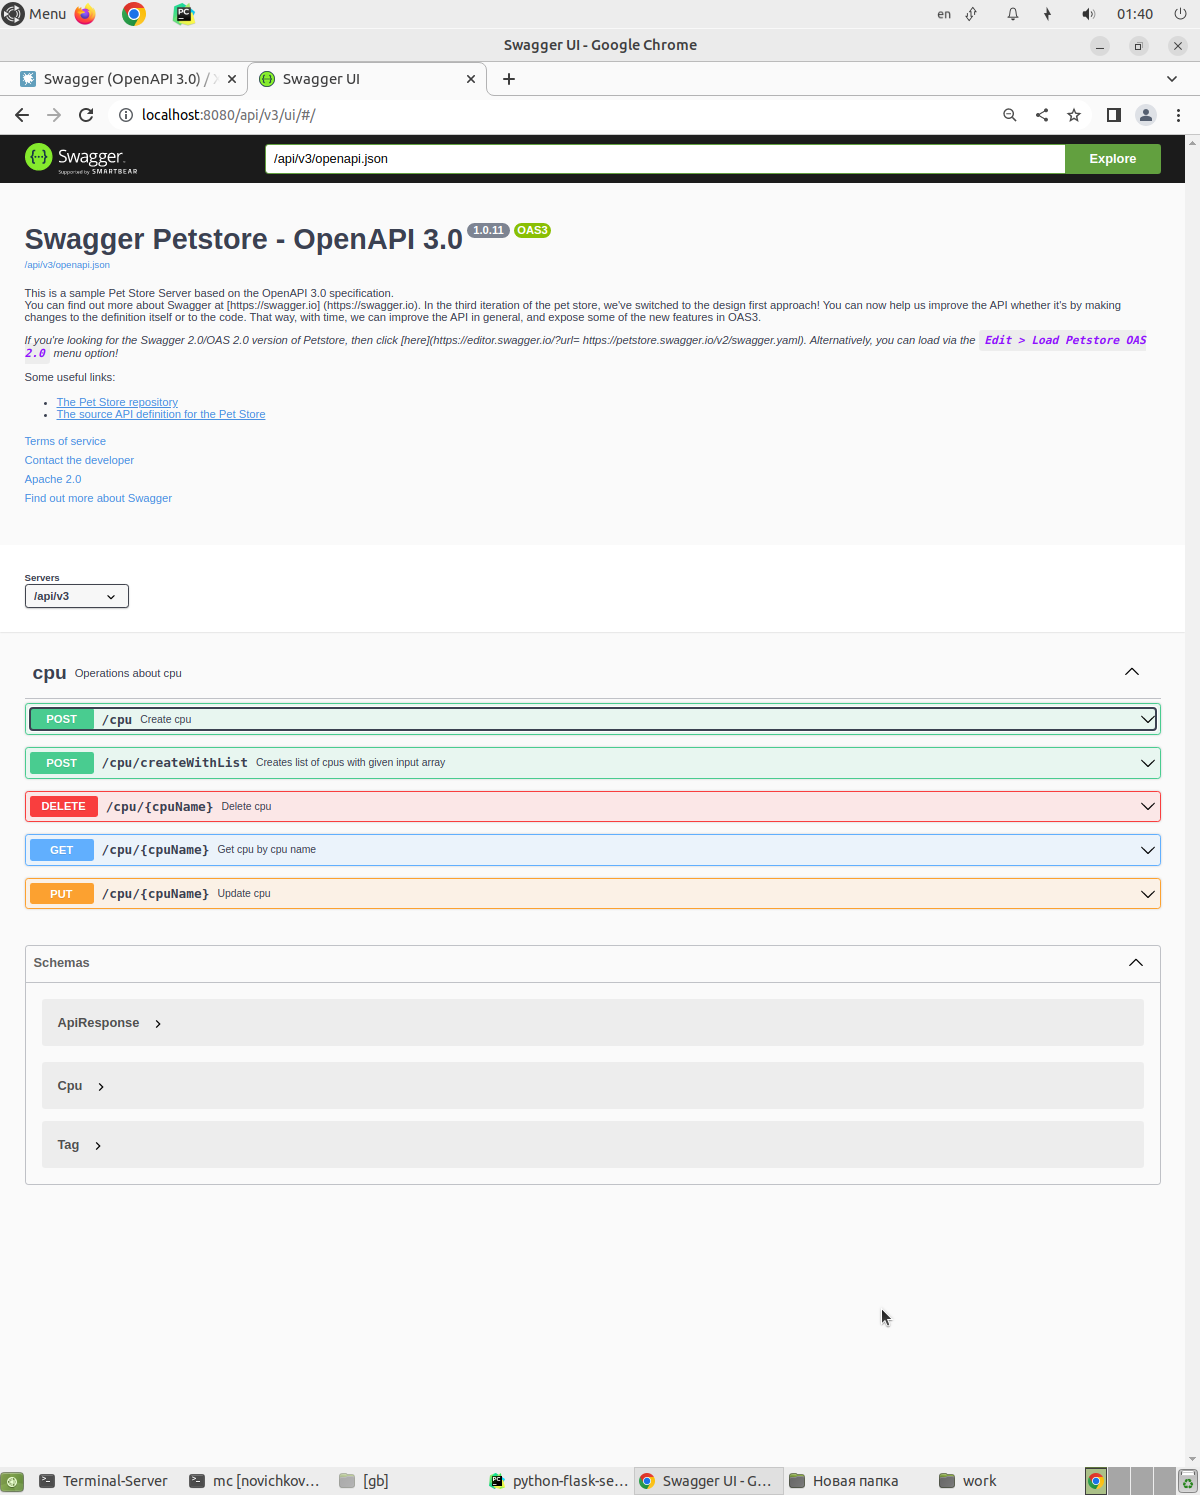 Menu
en
01:40
Swagger UI - Google Chrome
Swagger (OpenAPI 3.0) /
Swagger UI
localhost:8080/api/v3/ui/#/
Swagger.
Supported by SMARTBEAR
/api/v3/openapi.json
Explore
Swagger Petstore - OpenAPI 3.0 1.0.11 OAS3
/api/v3/openapi.json
This is a sample Pet Store Server based on the OpenAPI 3.0 specification.
You can find out more about Swagger at [https://swagger.io] (https://swagger.io). In the third iteration of the pet store, we've switched to the design first approach! You can now help us improve the API whether it's by making
changes to the definition itself or to the code. That way, with time, we can improve the API in general, and expose some of the new features in OAS3.
If you're looking for the Swagger 2.0/OAS 2.0 version of Petstore, then click [here](https://editor.swagger.io/?url= https://petstore.swagger.io/v2/swagger.yaml). Alternatively, you can load via the Edit > Load Petstore OAS
2.0 menu option!
Some useful links:
• The Pet Store repository
• The source API definition for the Pet Store
Terms of service
Contact the developer
Apache 2.0
Find out more about Swagger
Servers
/api/v3
cpu Operations about cpu
POST /cpu Create cpu
POST /cpu/createWithList Creates list of cpus with given input array
DELETE /cpu/{cpuName} Delete cpu
GET /cpu/{cpuName} Get cpu by cpu name
PUT /cpu/{cpuName} Update cpu
Schemas
ApiResponse
Cpu
Tag
Terminal-Server
mc [novichkov...
[gb]
python-flask-se...
Swagger UI - G...
Новая папка
work